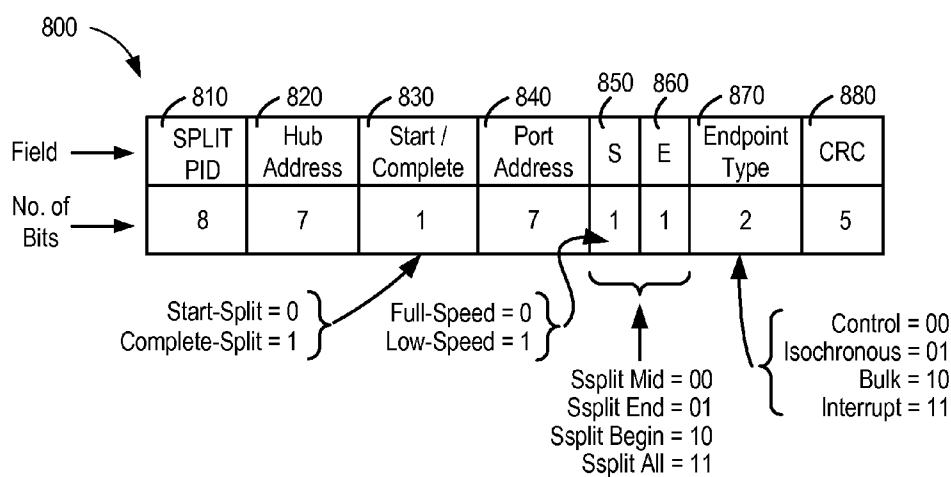 800
810 820 830 840 850 860 870 880
Field
SPLIT PID
Hub Address
Start / Complete
Port Address
S
E
Endpoint Type
CRC
No. of Bits
8 7 1 7 1 1 2 5
Start-Split = 0
Complete-Split = 1
Full-Speed = 0
Low-Speed = 1
Ssplit Mid = 00
Ssplit End = 01
Ssplit Begin = 10
Ssplit All = 11
Control = 00
Isochronous = 01
Bulk = 10
Interrupt = 11